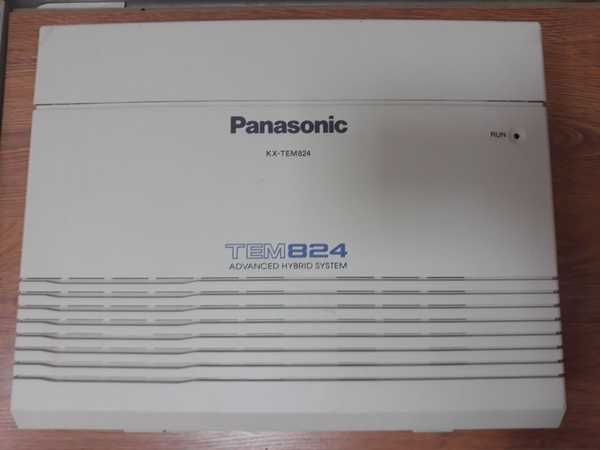 Panasonic
RUN
KX-TEM824
TEM824
ADVANCED HYBRID SYSTEM